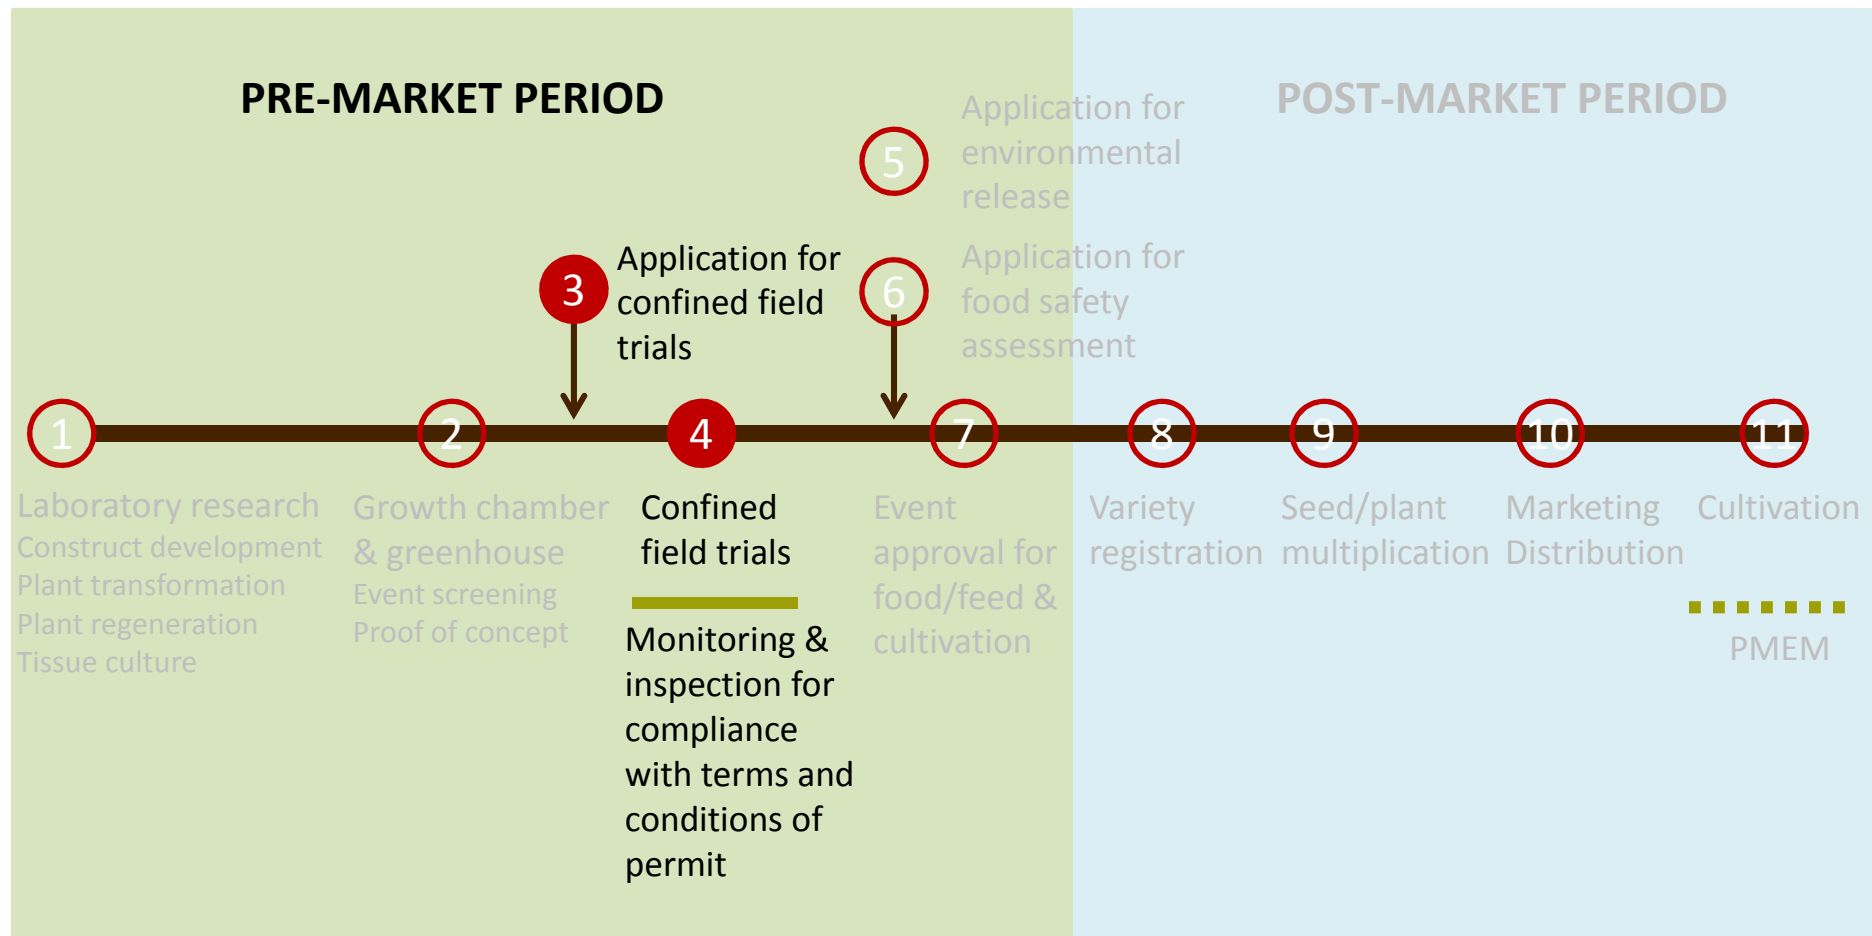 PRE-MARKET PERIOD
POST-MARKET PERIOD
5
Application for
environmental
release
3
Application for
confined field
trials
6
Application for
food safety
assessment
1
2
4
7
8
9
10
11
Laboratory research
Construct development
Plant transformation
Plant regeneration
Tissue culture
Growth chamber
& greenhouse
Event screening
Proof of concept
Confined
field trials
Monitoring &
inspection for
compliance
with terms and
conditions of
permit
Event
approval for
food/feed &
cultivation
Variety
registration
Seed/plant
multiplication
Marketing
Distribution
Cultivation
PMEM